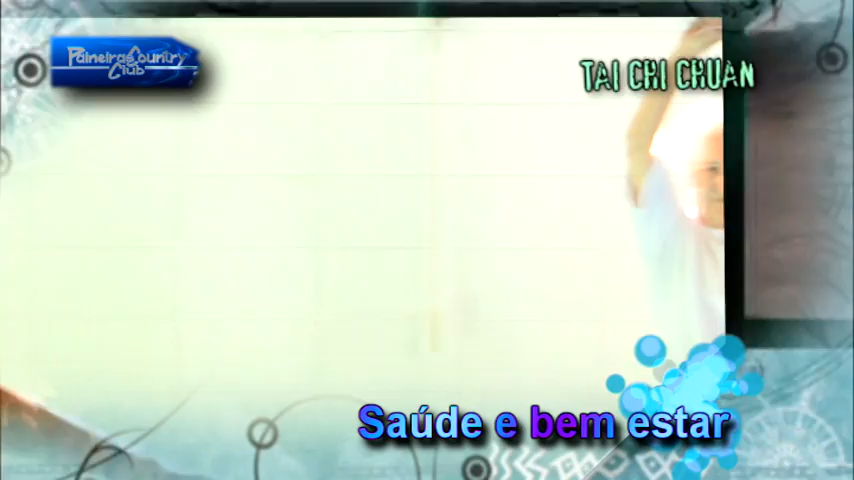 Paineiras Country
Club
TAI CHI CHUAN
Saúde e bem estar